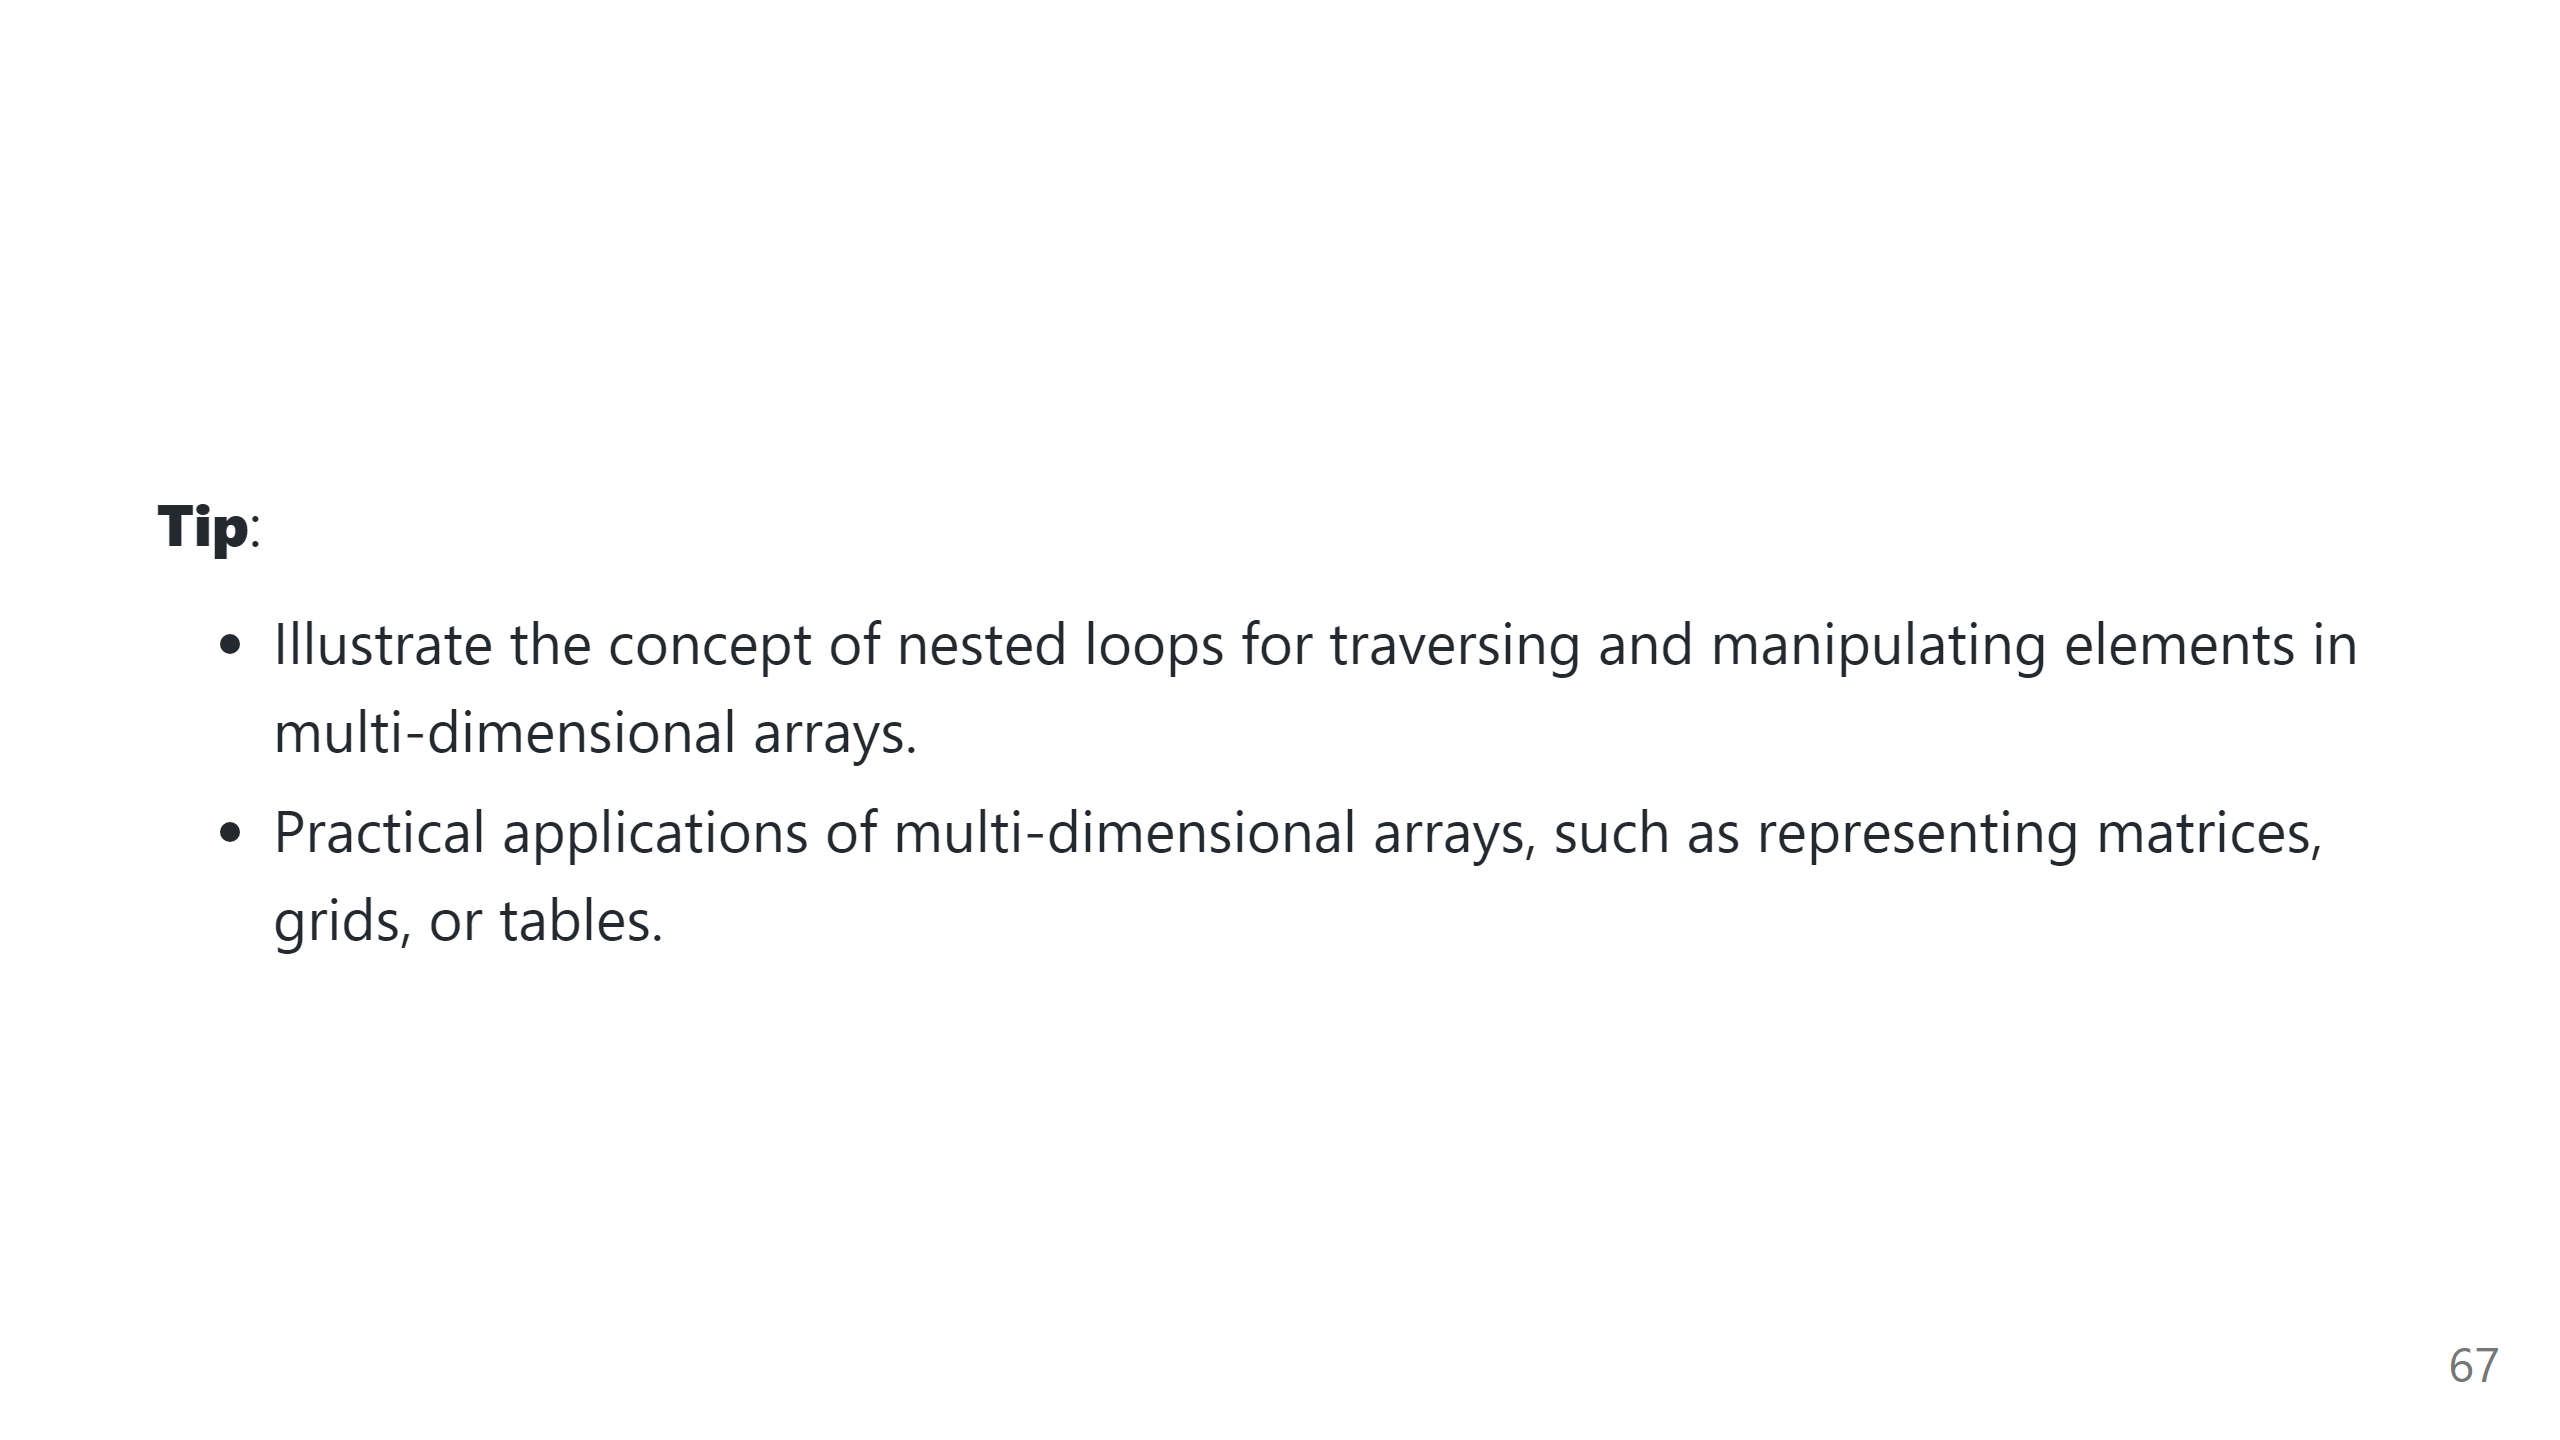 Tip:
• Illustrate the concept of nested loops for traversing and manipulating elements in
multi-dimensional arrays.
• Practical applications of multi-dimensional arrays, such as representing matrices,
grids, or tables.
67